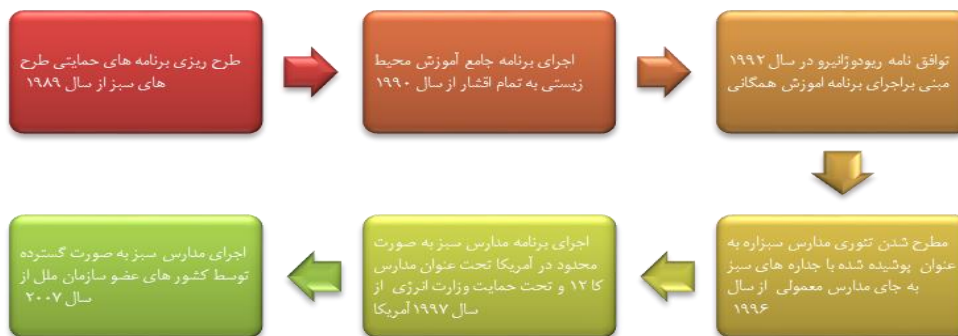 طرح ریزی برنامه های حمایتی طرح
های سبز از سال ۱۹۸۹
اجرای برنامه جامع آموزش محیط
زیستی به تمام اقشار از سال ۱۹۹۰
توافق نامه ریودوژانیرو در سال ۱۹۹۲
مبنی براجرای برنامه اموزش همگانی
مطرح شدن تئوری مدارس سبزاره به
عنوان پوشیده شده با جداره های سبز
به جای مدارس معمولی از سال
۱۹۹۶
اجرای برنامه مدارس سبز به صورت
محدود در آمریکا تحت عنوان مدارس
کا ۱۲ و تحت حمایت وزارت انرژی از
سال ۱۹۹۷ آمریکا
اجرای مدارس سبز به صورت گسترده
توسط کشور های عضو سازمان ملل از
سال ۲۰۰۷